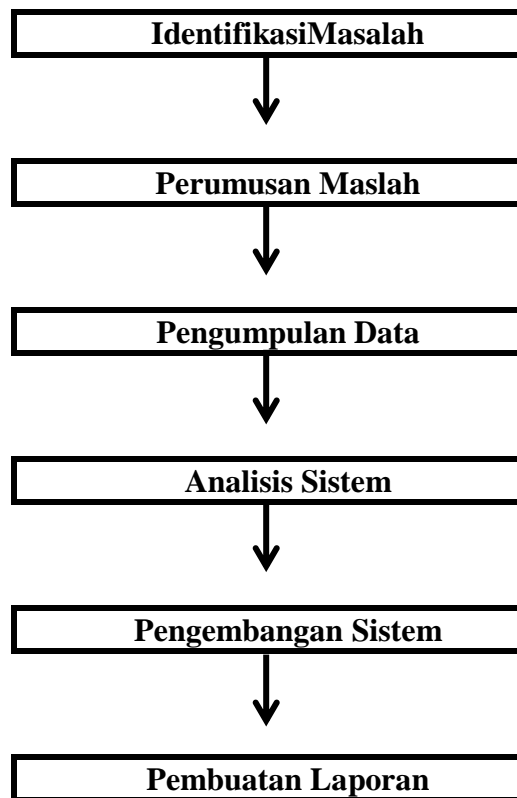 IdentifikasiMasalah
Perumusan Maslah
Pengumpulan Data
Analisis Sistem
Pengembangan Sistem
Pembuatan Laporan